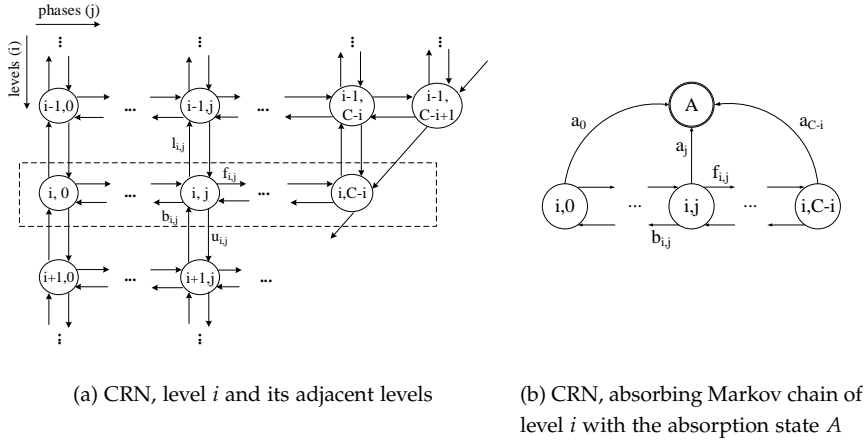 phases (j)
levels (i)
... ... ... ...
i-1,0 ... i-1,j ... i-1, C-i i-1, C-i+1
l_{i,j}
i, 0 ... i, j f_{i,j} ... i,C-i
b_{i,j} u_{i,j}
i+1,0 ... i+1,j ...
... ...
(a) CRN, level i and its adjacent levels
A
a_0 a_j a_{C-i}
f_{i,j}
i,0 ... i,j ... i,C-i
b_{i,j}
(b) CRN, absorbing Markov chain of
level i with the absorption state A